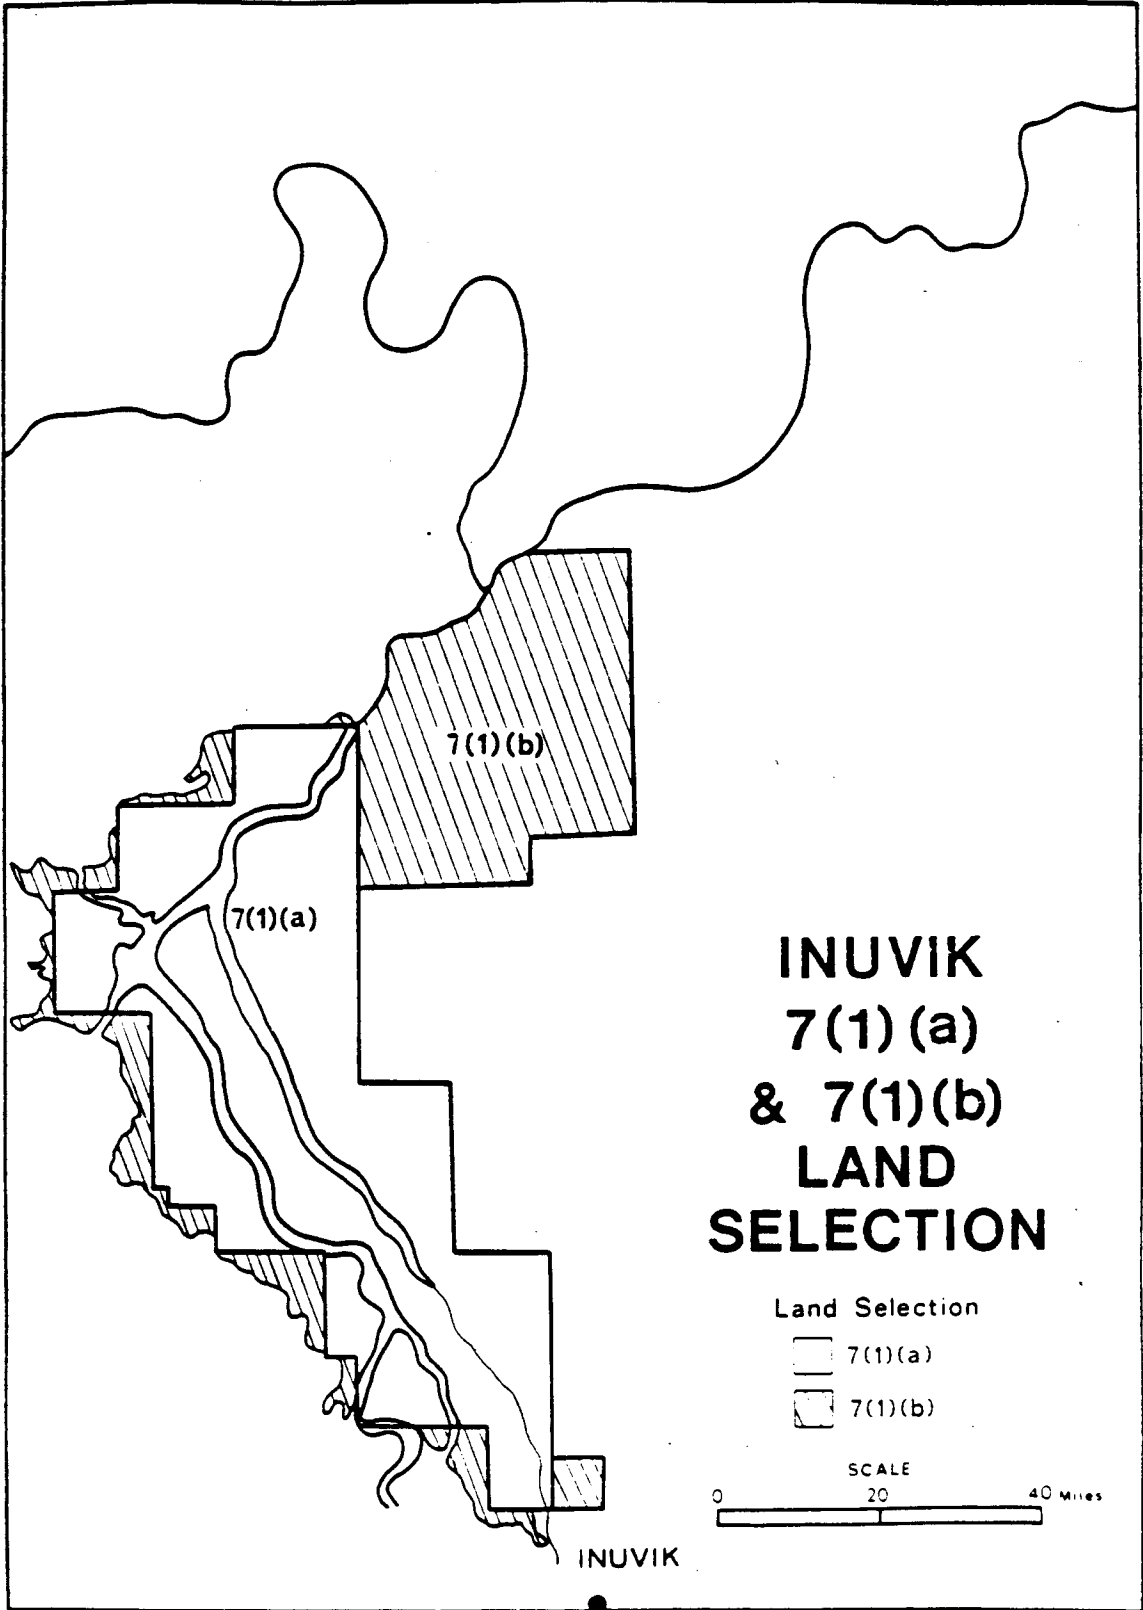 7(1)(b)
7(1)(a)
INUVIK
7(1)(a)
& 7(1)(b)
LAND
SELECTION
Land Selection
7(1)(a)
7(1)(b)
SCALE
0 20 40 Miles
INUVIK